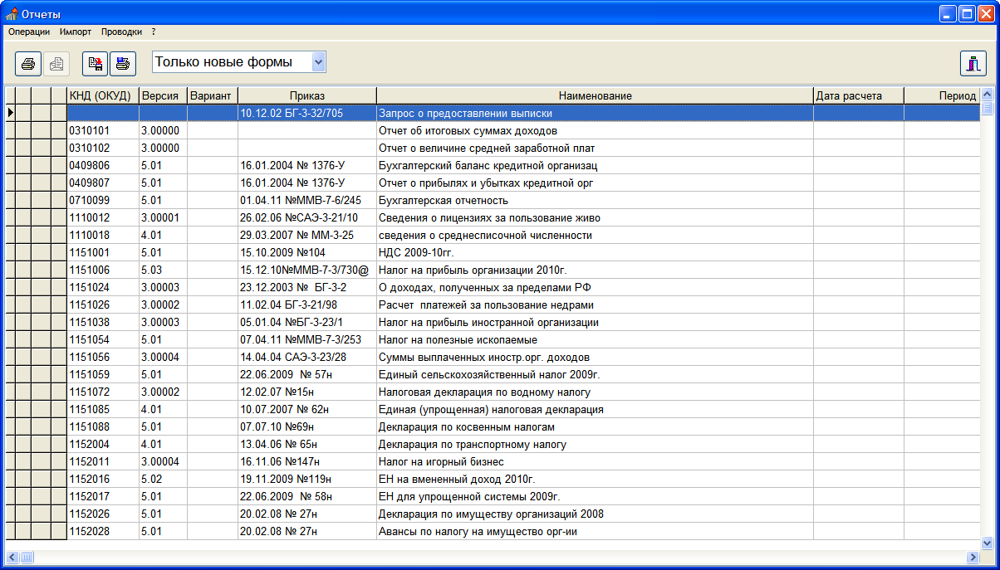 Отчеты
Операции Импорт Проводки ?
Только новые формы
КНД (ОКУД) Версия Вариант Приказ Наименование Дата расчета Период
10.12.02 БГ-3-32/705 Запрос о предоставлении выписки
0310101 3.00000 Отчет об итоговых суммах доходов
0310102 3.00000 Отчет о величине средней заработной плат
0409806 5.01 16.01.2004 № 1376-У Бухгалтерский баланс кредитной организац
0409807 5.01 16.01.2004 № 1376-У Отчет о прибылях и убытках кредитной орг
0710099 5.01 01.04.11 №ММВ-7-6/245 Бухгалтерская отчетность
1110012 3.00001 26.02.06 №САЭ-3-21/10 Сведения о лицензиях за пользование живо
1110018 4.01 29.03.2007 № ММ-3-25 сведения о среднесписочной численности
1151001 5.01 15.10.2009 №104 НДС 2009-10гг.
1151006 5.03 15.12.10№ММВ-7-3/730@ Налог на прибыль организации 2010г.
1151024 3.00003 23.12.2003 № БГ-3-2 О доходах, полученных за пределами РФ
1151026 3.00002 11.02.04 БГ-3-21/98 Расчет платежей за пользование недрами
1151038 3.00003 05.01.04 №БГ-3-23/1 Налог на прибыль иностранной организации
1151054 5.01 07.04.11 №ММВ-7-3/253 Налог на полезные ископаемые
1151056 3.00004 14.04.04 САЭ-3-23/28 Суммы выплаченных иностр.орг. доходов
1151059 5.01 22.06.2009 № 57н Единый сельскохозяйственный налог 2009г.
1151072 3.00002 12.02.07 №15н Налоговая декларация по водному налогу
1151085 4.01 10.07.2007 № 62н Единая (упрощенная) налоговая декларация
1151088 5.01 07.07.10 №69н Декларация по косвенным налогам
1152004 4.01 13.04.06 № 65н Декларация по транспортному налогу
1152011 3.00004 16.11.06 №147н Налог на игорный бизнес
1152016 5.02 19.11.2009 №119н ЕН на вмененный доход 2010г.
1152017 5.01 22.06.2009 № 58н ЕН для упрощенной системы 2009г.
1152026 5.01 20.02.08 № 27н Декларация по имуществу организаций 2008
1152028 5.01 20.02.08 № 27н Авансы по налогу на имущество орг-ии